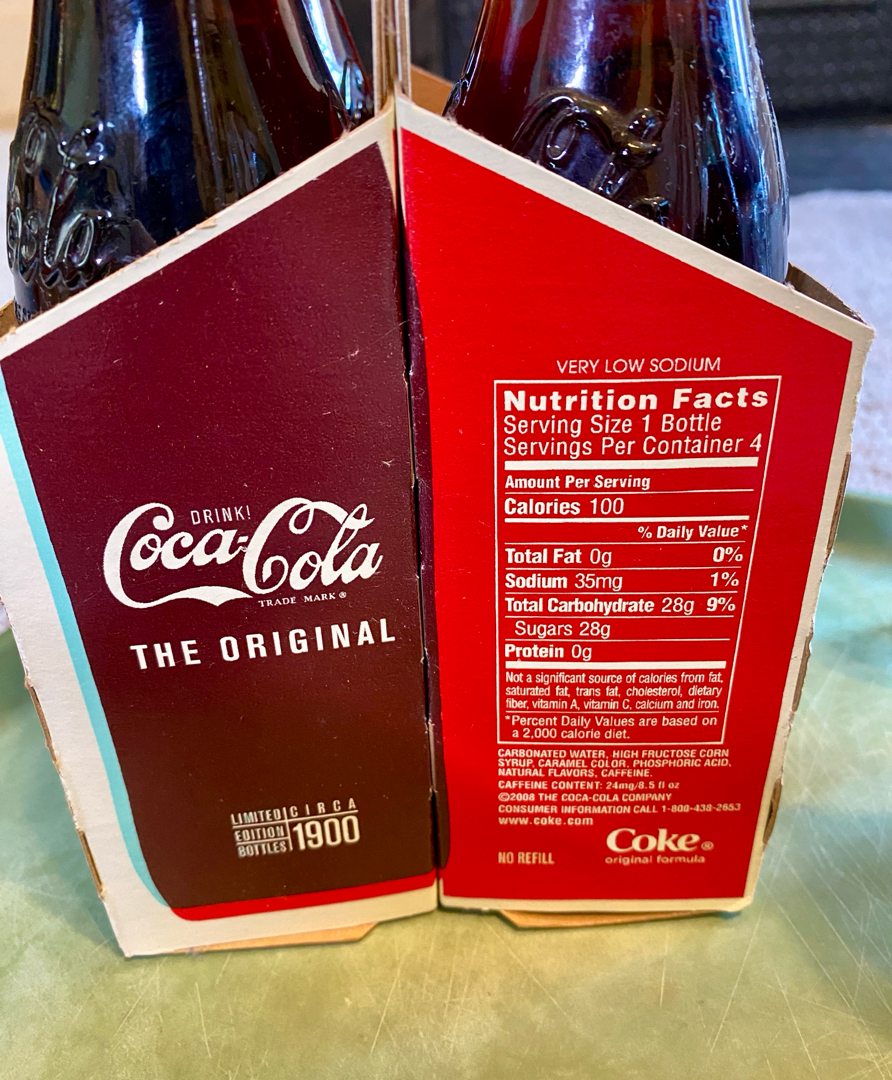 DRINK!
Coca-Cola
TRADE MARK ®
THE ORIGINAL
LIMITED
EDITION
BOTTLES
CIRCA
1900
VERY LOW SODIUM
Nutrition Facts
Serving Size 1 Bottle
Servings Per Container 4
Amount Per Serving
Calories 100
% Daily Value*
Total Fat 0g 0%
Sodium 35mg 1%
Total Carbohydrate 28g 9%
Sugars 28g
Protein 0g
Not a significant source of calories from fat,
saturated fat, trans fat, cholesterol, dietary
fiber, vitamin A, vitamin C, calcium and iron.
*Percent Daily Values are based on
a 2,000 calorie diet.
CARBONATED WATER, HIGH FRUCTOSE CORN
SYRUP, CARAMEL COLOR, PHOSPHORIC ACID,
NATURAL FLAVORS, CAFFEINE.
CAFFEINE CONTENT: 24mg/8.5 fl oz
©2008 THE COCA-COLA COMPANY
CONSUMER INFORMATION CALL 1-800-438-2653
www.coke.com
NO REFILL
Coke®
original formula